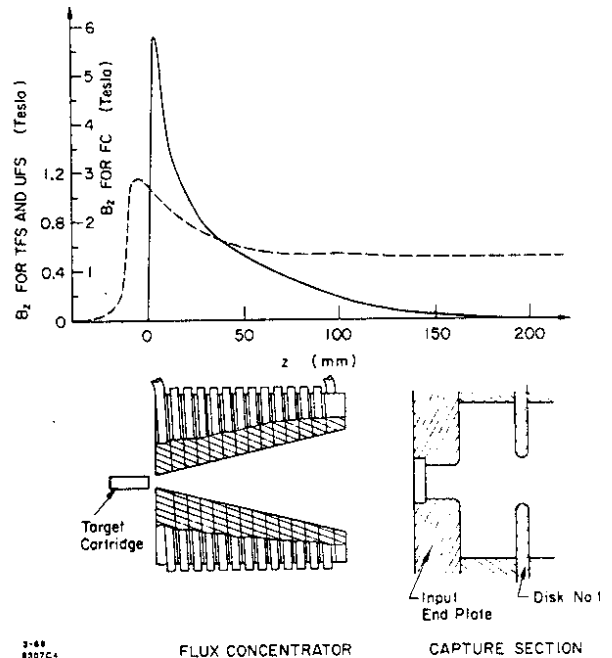 B_z FOR TFS AND UFS (Tesla)
B_z FOR FC (Tesla)
1.2
0.8
0.4
0
6
5
4
3
2
1
0
50
100
150
200
z (mm)
Target
Cartridge
Input
End Plate
Disk No 1
3-88
FLUX CONCENTRATOR
CAPTURE SECTION